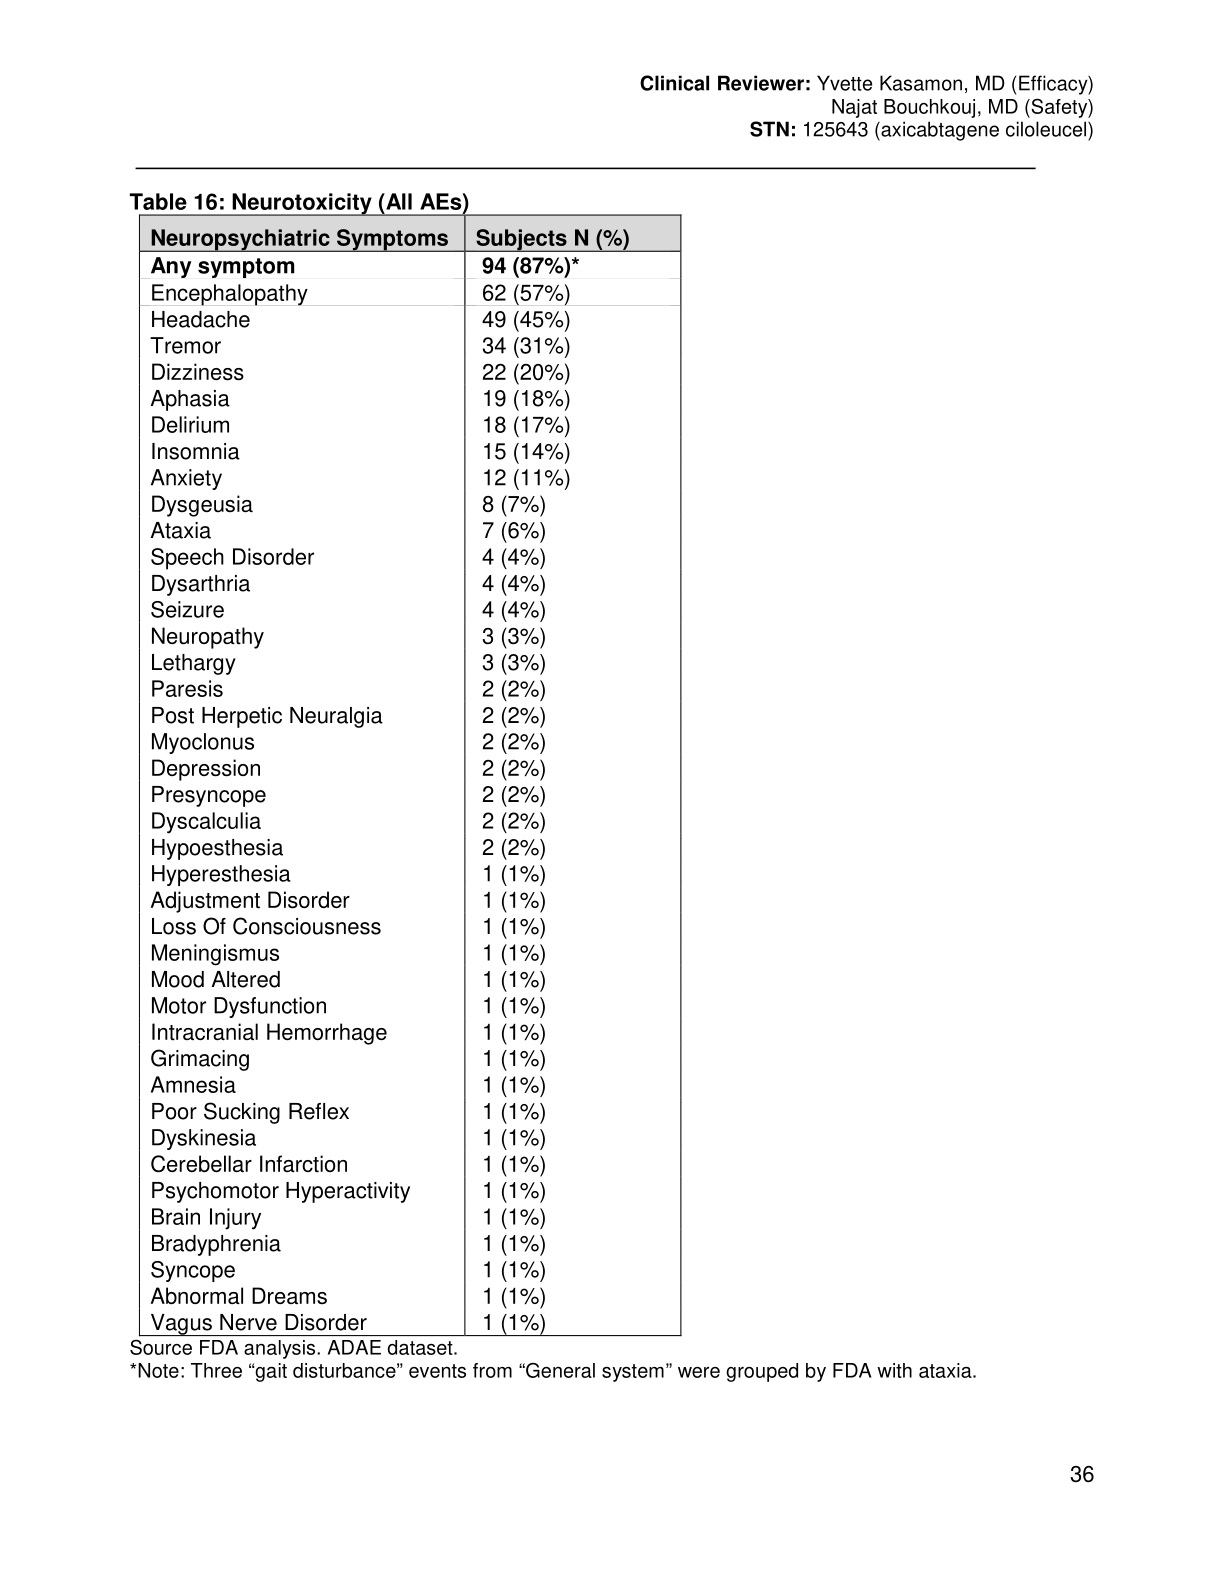 Clinical Reviewer: Yvette Kasamon, MD (Efficacy)
Najat Bouchkouj, MD (Safety)
STN: 125643 (axicabtagene ciloleucel)
Table 16: Neurotoxicity (All AEs)
Neuropsychiatric Symptoms Subjects N (%)
Any symptom 94 (87%)*
Encephalopathy 62 (57%)
Headache 49 (45%)
Tremor 34 (31%)
Dizziness 22 (20%)
Aphasia 19 (18%)
Delirium 18 (17%)
Insomnia 15 (14%)
Anxiety 12 (11%)
Dysgeusia 8 (7%)
Ataxia 7 (6%)
Speech Disorder 4 (4%)
Dysarthria 4 (4%)
Seizure 4 (4%)
Neuropathy 3 (3%)
Lethargy 3 (3%)
Paresis 2 (2%)
Post Herpetic Neuralgia 2 (2%)
Myoclonus 2 (2%)
Depression 2 (2%)
Presyncope 2 (2%)
Dyscalculia 2 (2%)
Hypoesthesia 2 (2%)
Hyperesthesia 1 (1%)
Adjustment Disorder 1 (1%)
Loss Of Consciousness 1 (1%)
Meningismus 1 (1%)
Mood Altered 1 (1%)
Motor Dysfunction 1 (1%)
Intracranial Hemorrhage 1 (1%)
Grimacing 1 (1%)
Amnesia 1 (1%)
Poor Sucking Reflex 1 (1%)
Dyskinesia 1 (1%)
Cerebellar Infarction 1 (1%)
Psychomotor Hyperactivity 1 (1%)
Brain Injury 1 (1%)
Bradyphrenia 1 (1%)
Syncope 1 (1%)
Abnormal Dreams 1 (1%)
Vagus Nerve Disorder 1 (1%)
Source FDA analysis. ADAE dataset.
*Note: Three “gait disturbance” events from “General system” were grouped by FDA with ataxia.
36